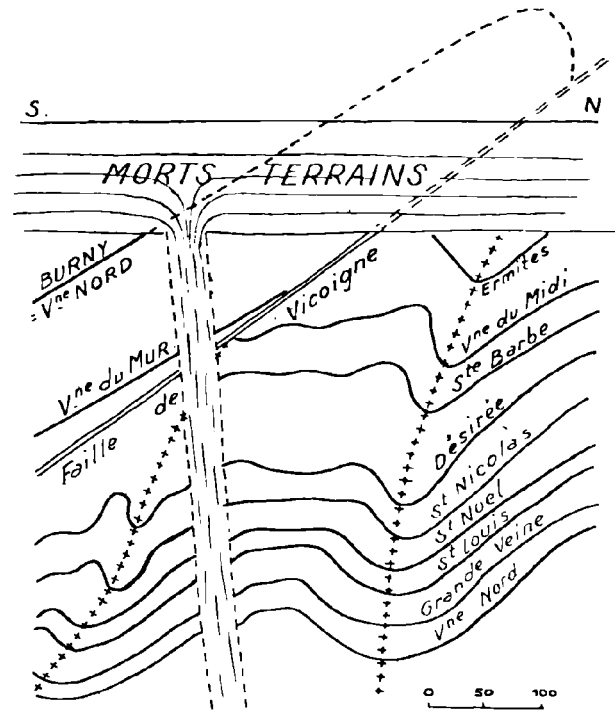 S.
N
MORTS TERRAINS
BURNY
= Vne NORD
Vne du MUR
Faille de Vicoigne
Ermites
Vne du Midi
Ste Barbe
Désirée
St Nicolàs
St Nuel
St Louis
Grande Veine
Vne Nord
0 50 100